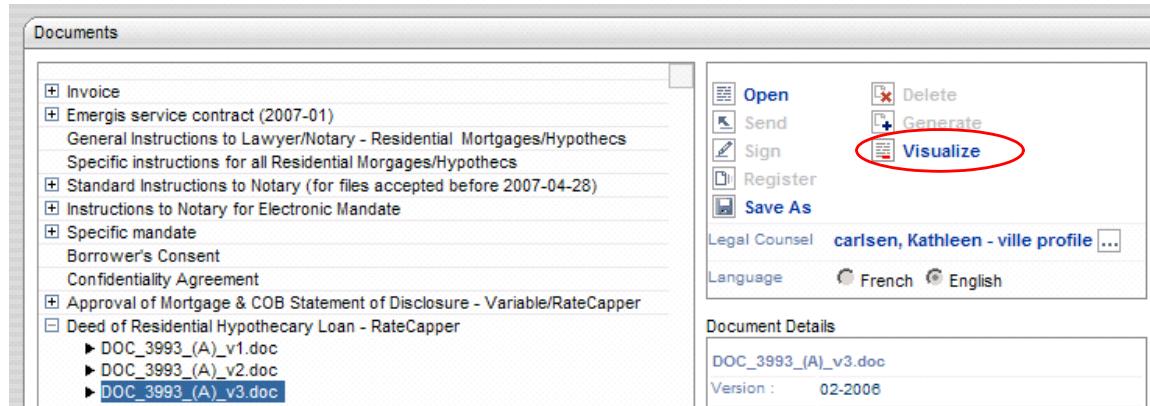 Documents
Invoice
Emergis service contract (2007-01)
General Instructions to Lawyer/Notary - Residential Mortgages/Hypothecs
Specific instructions for all Residential Morgages/Hypothecs
Standard Instructions to Notary (for files accepted before 2007-04-28)
Instructions to Notary for Electronic Mandate
Specific mandate
Borrower's Consent
Confidentiality Agreement
Approval of Mortgage & COB Statement of Disclosure - Variable/RateCapper
Deed of Residential Hypothecary Loan - RateCapper
DOC_3993_(A)_v1.doc
DOC_3993_(A)_v2.doc
DOC_3993_(A)_v3.doc
Open Delete
Send Generate
Sign Visualize
Register
Save As
Legal Counsel carlsen, Kathleen - ville profile ...
Language French English
Document Details
DOC_3993_(A)_v3.doc
Version : 02-2006